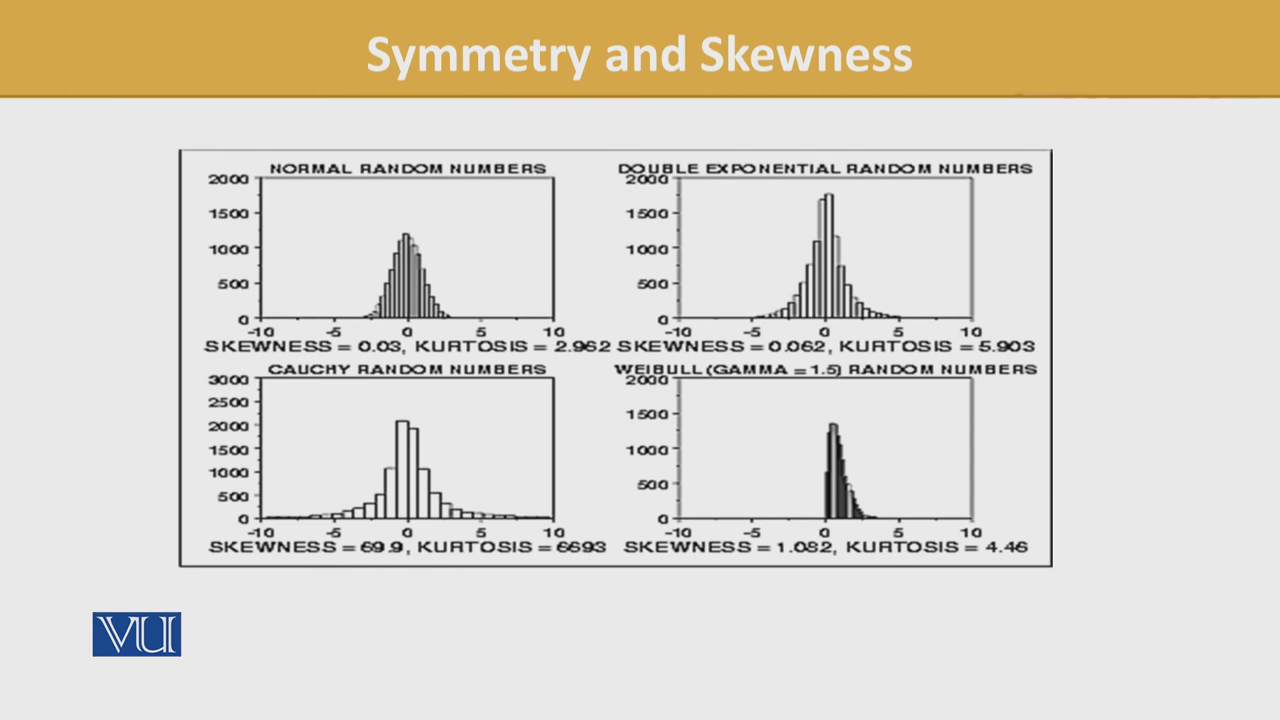 Symmetry and Skewness
NORMAL RANDOM NUMBERS
2000
1500
1000
500
0
-10 -5 0 5 10
SKEWNESS = 0.03, KURTOSIS = 2.962
DOUBLE EXPONENTIAL RANDOM NUMBERS
2000
1500
1000
500
0
-10 -5 0 5 10
SKEWNESS = 0.062, KURTOSIS = 5.903
CAUCHY RANDOM NUMBERS
3000
2500
2000
1500
1000
500
0
-10 -5 0 5 10
SKEWNESS = 69.9, KURTOSIS = 6693
WEIBULL (GAMMA = 1.5) RANDOM NUMBERS
2000
1500
1000
500
0
-10 -5 0 5 10
SKEWNESS = 1.082, KURTOSIS = 4.46
VU